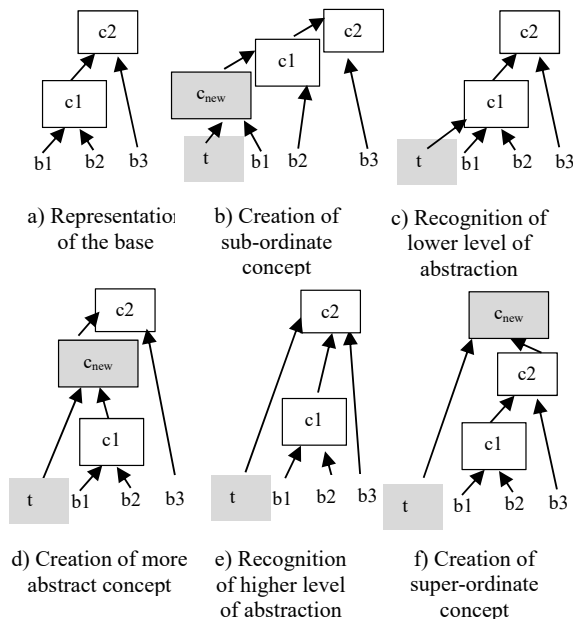 c2
c1
b1 b2 b3
a) Representation
of the base
c2
c1
cnew
t b1 b2 b3
b) Creation of
sub-ordinate
concept
c2
c1
t b1 b2 b3
c) Recognition of
lower level of
abstraction
c2
cnew
c1
t b1 b2 b3
d) Creation of more
abstract concept
c2
c1
t b1 b2 b3
e) Recognition
of higher level
of abstraction
cnew
c2
c1
t b1 b2 b3
f) Creation of
super-ordinate
concept